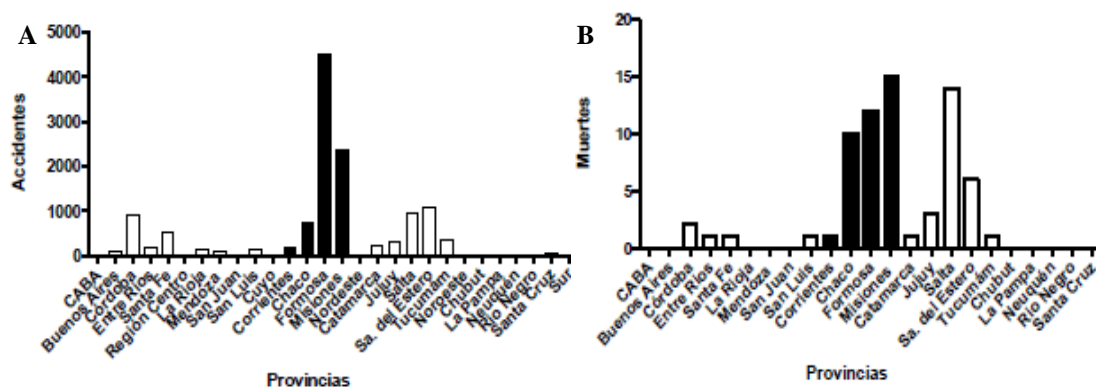 A
Accidentes
5000
4000
3000
2000
1000
0
CABA
Buenos Aires
Córdoba
Entre Ríos
Santa Fe
Región Centro
La Rioja
Mendoza
San Juan
San Luis
Cuyo
Corrientes
Chaco
Formosa
Misiones
Nordeste
Catamarca
Jujuy
Salta
Sa. del Estero
Tucumám
Noroeste
Chubut
La Pampa
Neuquén
Río Negro
Santa Cruz
Sur
Provincias
B
Muertes
20
15
10
5
0
CABA
Buenos Aires
Córdoba
Entre Ríos
Santa Fe
La Rioja
Mendoza
San Juan
San Luis
Corrientes
Chaco
Formosa
Misiones
Catamarca
Jujuy
Salta
Sa. del Estero
Tucumám
Chubut
La Pampa
Neuquén
Río Negro
Santa Cruz
Provincias